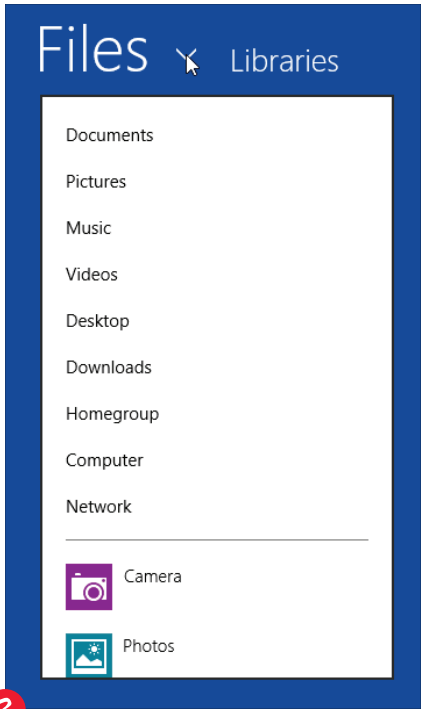 Files Libraries
Documents
Pictures
Music
Videos
Desktop
Downloads
Homegroup
Computer
Network
Camera
Photos